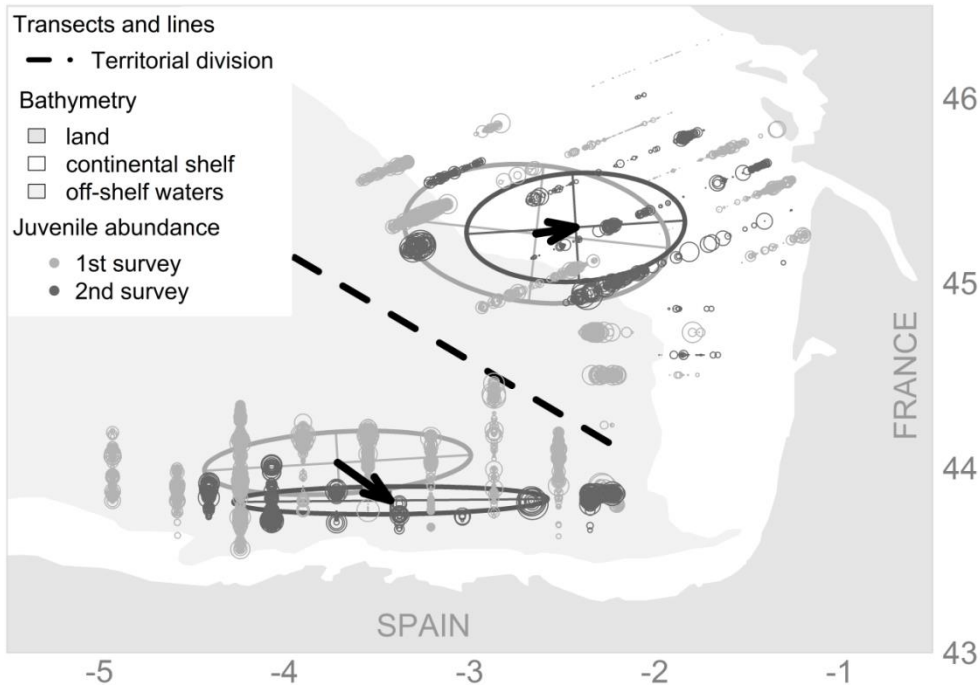 Transects and lines
Territorial division
Bathymetry
land
continental shelf
off-shelf waters
Juvenile abundance
1st survey
2nd survey
46
45
44
43
FRANCE
SPAIN
-5 -4 -3 -2 -1